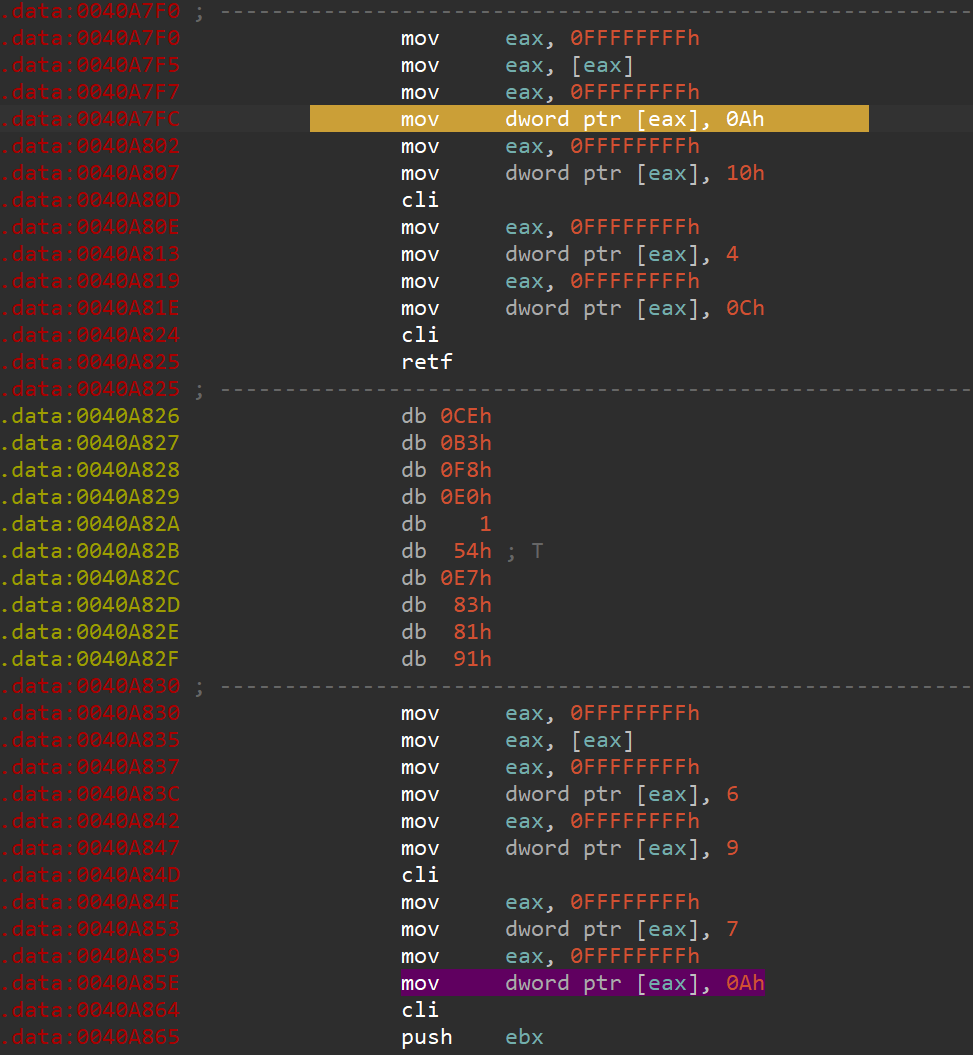 .data:0040A7F0 ; ---------------------------------------------------------
.data:0040A7F0 mov eax, 0FFFFFFFFh
.data:0040A7F5 mov eax, [eax]
.data:0040A7F7 mov eax, 0FFFFFFFFh
.data:0040A7FC mov dword ptr [eax], 0Ah
.data:0040A802 mov eax, 0FFFFFFFFh
.data:0040A807 mov dword ptr [eax], 10h
.data:0040A80D cli
.data:0040A80E mov eax, 0FFFFFFFFh
.data:0040A813 mov dword ptr [eax], 4
.data:0040A819 mov eax, 0FFFFFFFFh
.data:0040A81E mov dword ptr [eax], 0Ch
.data:0040A824 cli
.data:0040A825 retf
.data:0040A825 ; ---------------------------------------------------------
.data:0040A826 db 0CEh
.data:0040A827 db 0B3h
.data:0040A828 db 0F8h
.data:0040A829 db 0E0h
.data:0040A82A db 1
.data:0040A82B db 54h ; T
.data:0040A82C db 0E7h
.data:0040A82D db 83h
.data:0040A82E db 81h
.data:0040A82F db 91h
.data:0040A830 ; ---------------------------------------------------------
.data:0040A830 mov eax, 0FFFFFFFFh
.data:0040A835 mov eax, [eax]
.data:0040A837 mov eax, 0FFFFFFFFh
.data:0040A83C mov dword ptr [eax], 6
.data:0040A842 mov eax, 0FFFFFFFFh
.data:0040A847 mov dword ptr [eax], 9
.data:0040A84D cli
.data:0040A84E mov eax, 0FFFFFFFFh
.data:0040A853 mov dword ptr [eax], 7
.data:0040A859 mov eax, 0FFFFFFFFh
.data:0040A85E mov dword ptr [eax], 0Ah
.data:0040A864 cli
.data:0040A865 push ebx